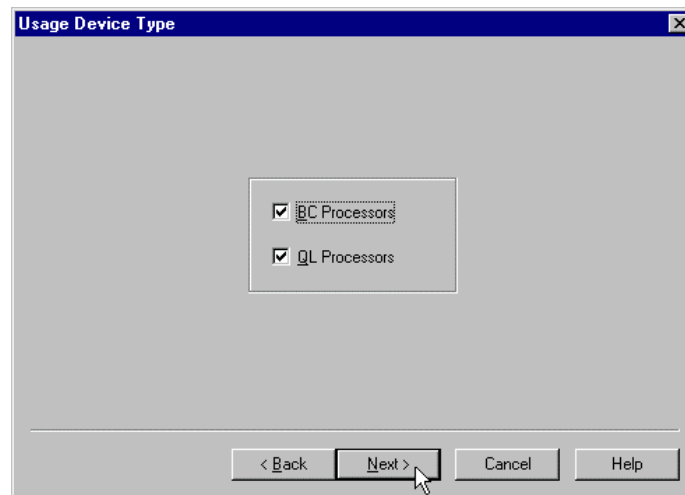 Usage Device Type
BC Processors
QL Processors
< Back Next > Cancel Help